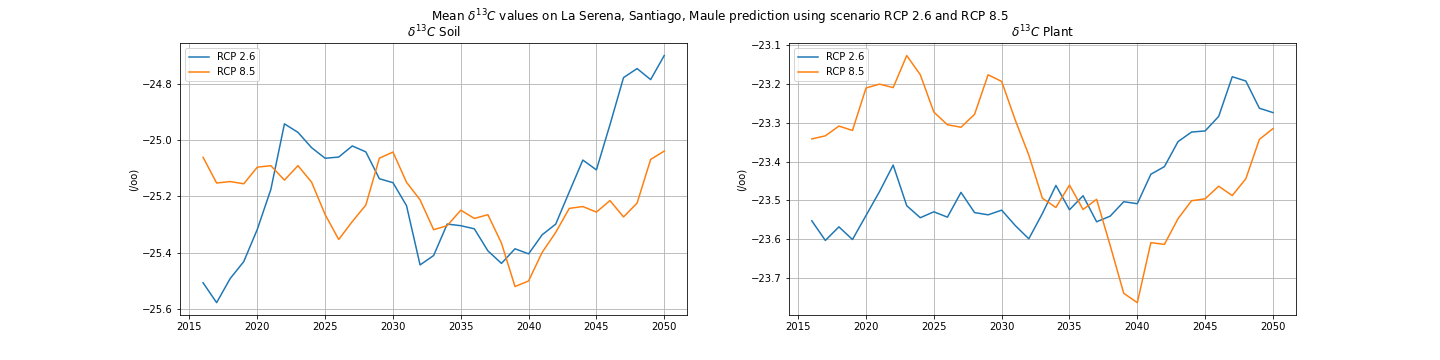 Mean δ¹³C values on La Serena, Santiago, Maule prediction using scenario RCP 2.6 and RCP 8.5
δ¹³C Soil
RCP 2.6
RCP 8.5
(/oo)
−24.8
−25.0
−25.2
−25.4
−25.6
2015 2020 2025 2030 2035 2040 2045 2050
δ¹³C Plant
RCP 2.6
RCP 8.5
(/oo)
−23.1
−23.2
−23.3
−23.4
−23.5
−23.6
−23.7
2015 2020 2025 2030 2035 2040 2045 2050